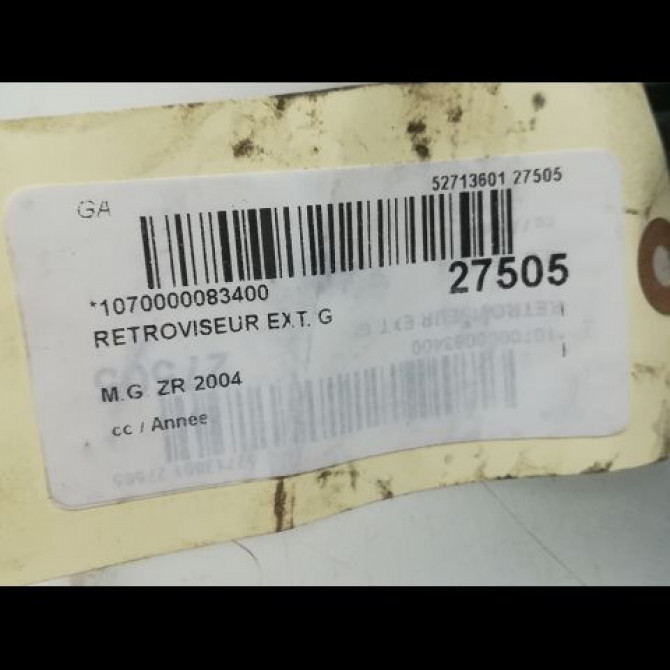 GA
52713601 27505
27505
*1070000083400
RETROVISEUR EXT. G
M.G. ZR 2004
cc / Annee